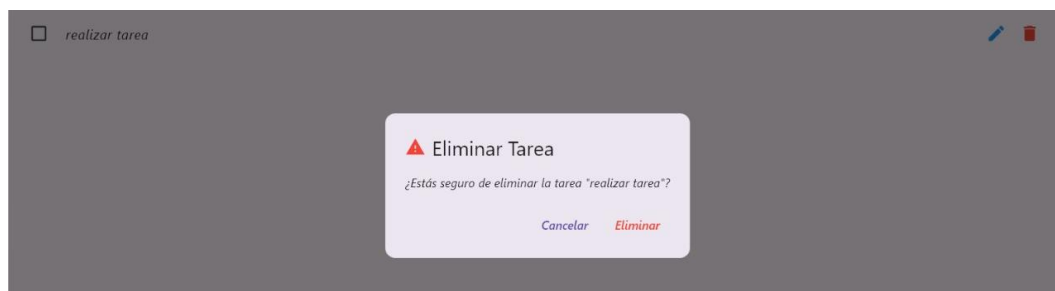 realizar tarea
Eliminar Tarea
¿Estás seguro de eliminar la tarea "realizar tarea"?
Cancelar Eliminar